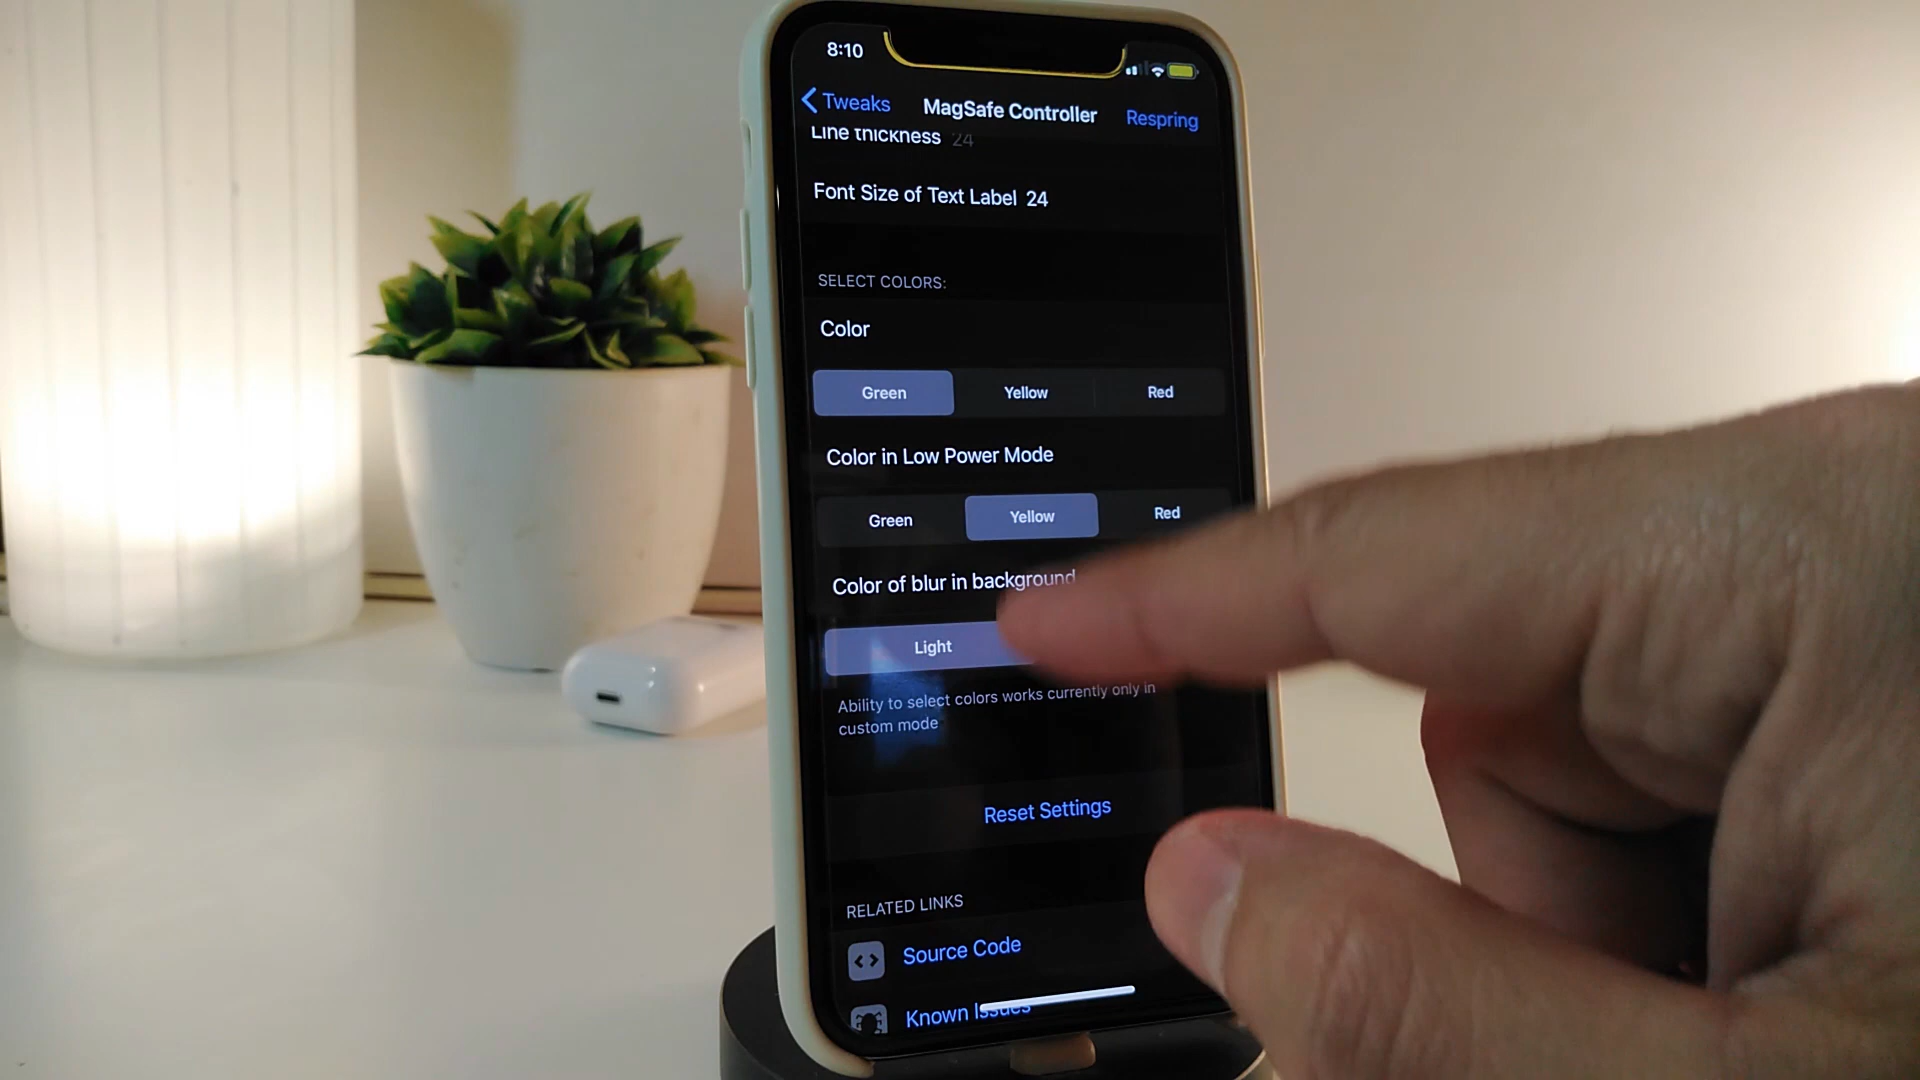 8:10
Tweaks MagSafe Controller Respring
Line thickness 24
Font Size of Text Label 24
SELECT COLORS:
Color
Green Yellow Red
Color in Low Power Mode
Green Yellow Red
Color of blur in background
Light
Ability to select colors works currently only in
custom mode
Reset Settings
RELATED LINKS
Source Code
Known Issues